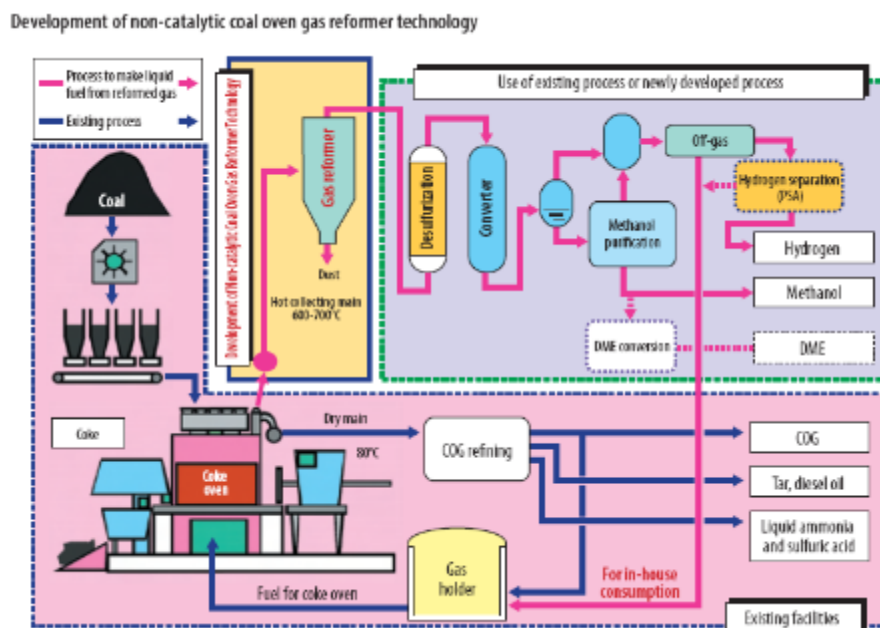 Development of non-catalytic coal oven gas reformer technology
Process to make liquid
fuel from reformed gas
Existing process
Development of Non-catalytic Coal Oven Gas Reformer Technology
Gas reformer
Dust
Hot collecting main
600-700°C
Use of existing process or newly developed process
Desulfurization
Converter
Methanol
purification
Off-gas
Hydrogen separation
(PSA)
Hydrogen
Methanol
DME conversion
DME
Coal
Coke
Coke
oven
Dry main
80°C
COG refining
COG
Tar, diesel oil
Liquid ammonia
and sulfuric acid
Gas
holder
Fuel for coke oven
For in-house
consumption
Existing facilities